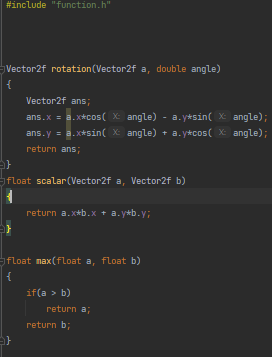 #include "function.h"
Vector2f rotation(Vector2f a, double angle)
{
Vector2f ans;
ans.x = a.x*cos( X: angle) - a.y*sin( X: angle);
ans.y = a.x*sin( X: angle) + a.y*cos( X: angle);
return ans;
}
float scalar(Vector2f a, Vector2f b)
{
return a.x*b.x + a.y*b.y;
}
float max(float a, float b)
{
if(a > b)
return a;
return b;
}